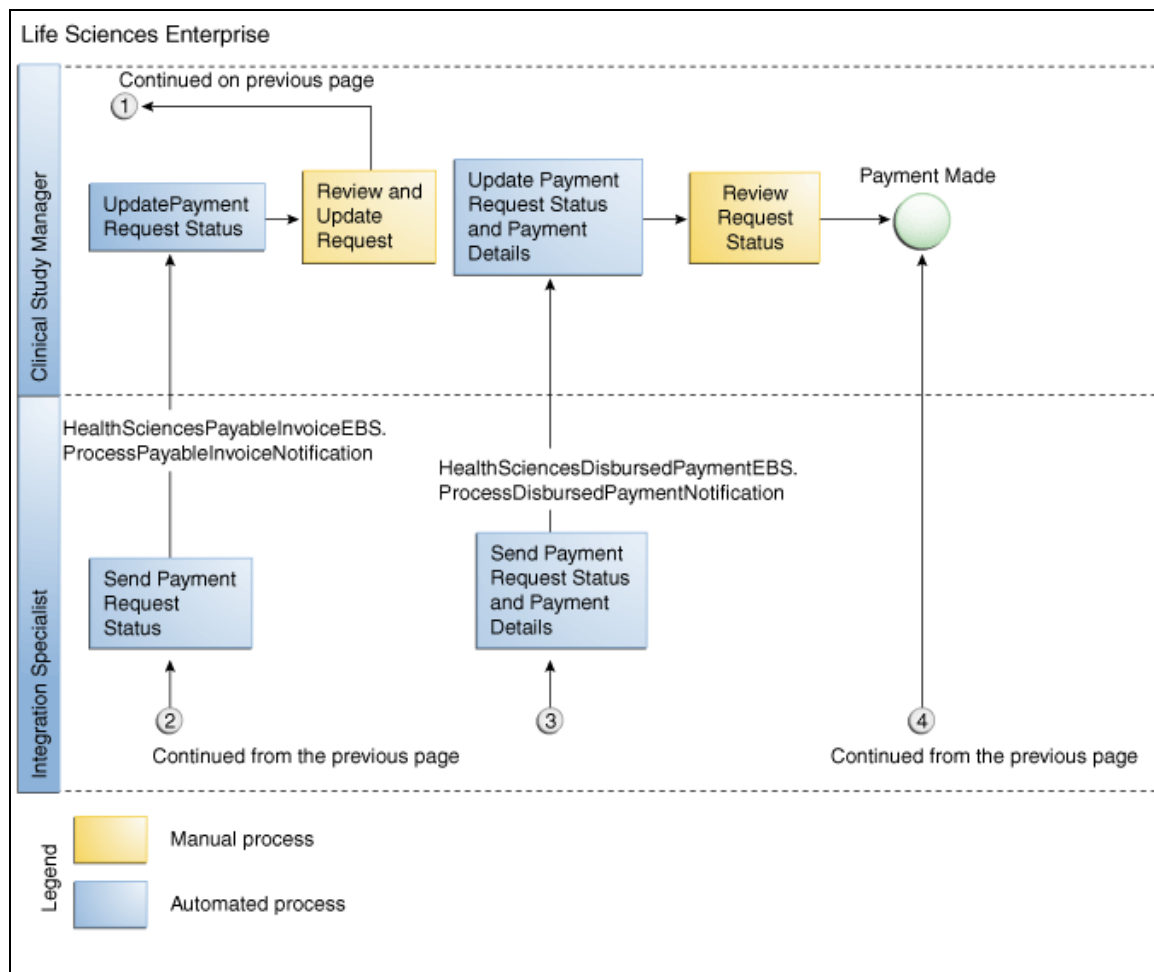 Life Sciences Enterprise
Clinical Study Manager
Continued on previous page
1
UpdatePayment
Request Status
Review and
Update
Request
Update Payment
Request Status
and Payment
Details
Review
Request
Status
Payment Made
Integration Specialist
HealthSciencesPayableInvoiceEBS.
ProcessPayableInvoiceNotification
HealthSciencesDisbursedPaymentEBS.
ProcessDisbursedPaymentNotification
Send Payment
Request
Status
Send Payment
Request Status
and Payment
Details
2
Continued from the previous page
3
4
Continued from the previous page
Legend
Manual process
Automated process